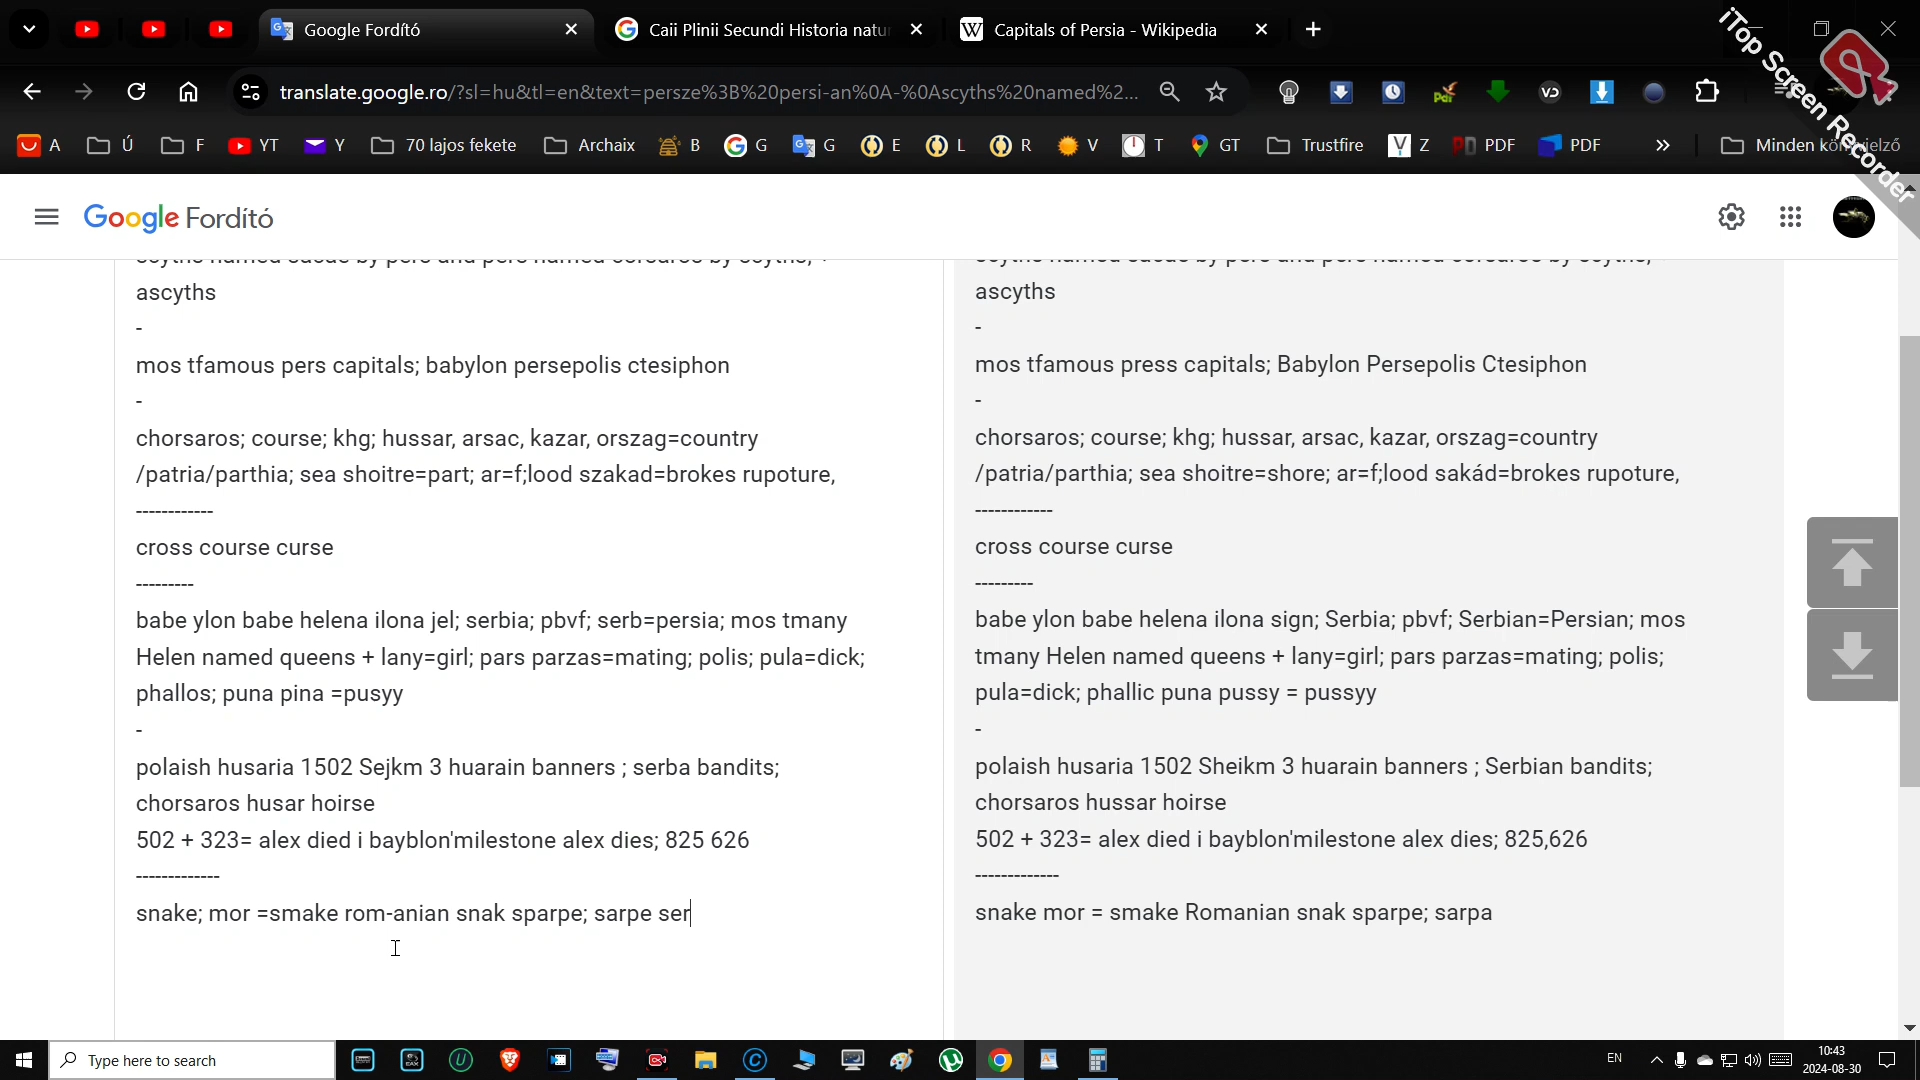 Google Fordító
Caii Plinii Secundi Historia natu
Capitals of Persia - Wikipedia
iTop Screen Recorder
translate.google.ro/?sl=hu&tl=en&text=persze%3B%20persi-an%0A-%0Ascyths%20named%2...
A
Ú
F
YT
Y
70 lajos fekete
Archaix
B
G
G
E
L
R
V
T
GT
Trustfire
Z
PDF
PDF
»
Google Fordító
ascyths
-
mos tfamous pers capitals; babylon persepolis ctesiphon
-
chorsaros; course; khg; hussar, arsac, kazar, orszag=country
/patria/parthia; sea shoitre=part; ar=f;lood szakad=brokes rupoture,
------------
cross course curse
---------
babe ylon babe helena ilona jel; serbia; pbvf; serb=persia; mos tmany
Helen named queens + lany=girl; pars parzas=mating; polis; pula=dick;
phallos; puna pina =pusyy
-
polaish husaria 1502 Sejkm 3 huarain banners ; serba bandits;
chorsaros husar hoirse
502 + 323= alex died i bayblon'milestone alex dies; 825 626
-------------
snake; mor =smake rom-anian snak sparpe; sarpe ser
ascyths
-
mos tfamous press capitals; Babylon Persepolis Ctesiphon
-
chorsaros; course; khg; hussar, arsac, kazar, orszag=country
/patria/parthia; sea shoitre=shore; ar=f;lood sakád=brokes rupoture,
------------
cross course curse
---------
babe ylon babe helena ilona sign; Serbia; pbvf; Serbian=Persian; mos
tmany Helen named queens + lany=girl; pars parzas=mating; polis;
pula=dick; phallic puna pussy = pussyy
-
polaish husaria 1502 Sheikm 3 huarain banners ; Serbian bandits;
chorsaros hussar hoirse
502 + 323= alex died i bayblon'milestone alex dies; 825,626
-------------
snake mor = smake Romanian snak sparpe; sarpa
Type here to search
EN
10:43
2024-08-30